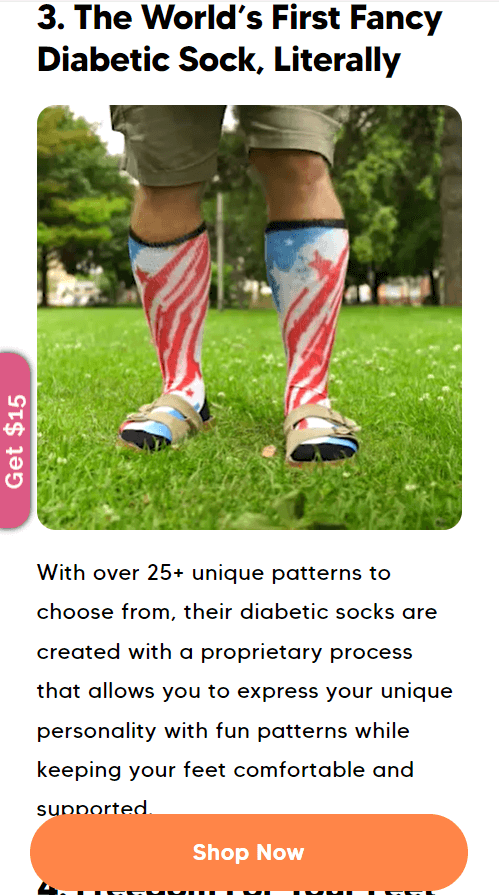 3. The World's First Fancy
Diabetic Sock, Literally
Get $15
With over 25+ unique patterns to
choose from, their diabetic socks are
created with a proprietary process
that allows you to express your unique
personality with fun patterns while
keeping your feet comfortable and
supported.
Shop Now